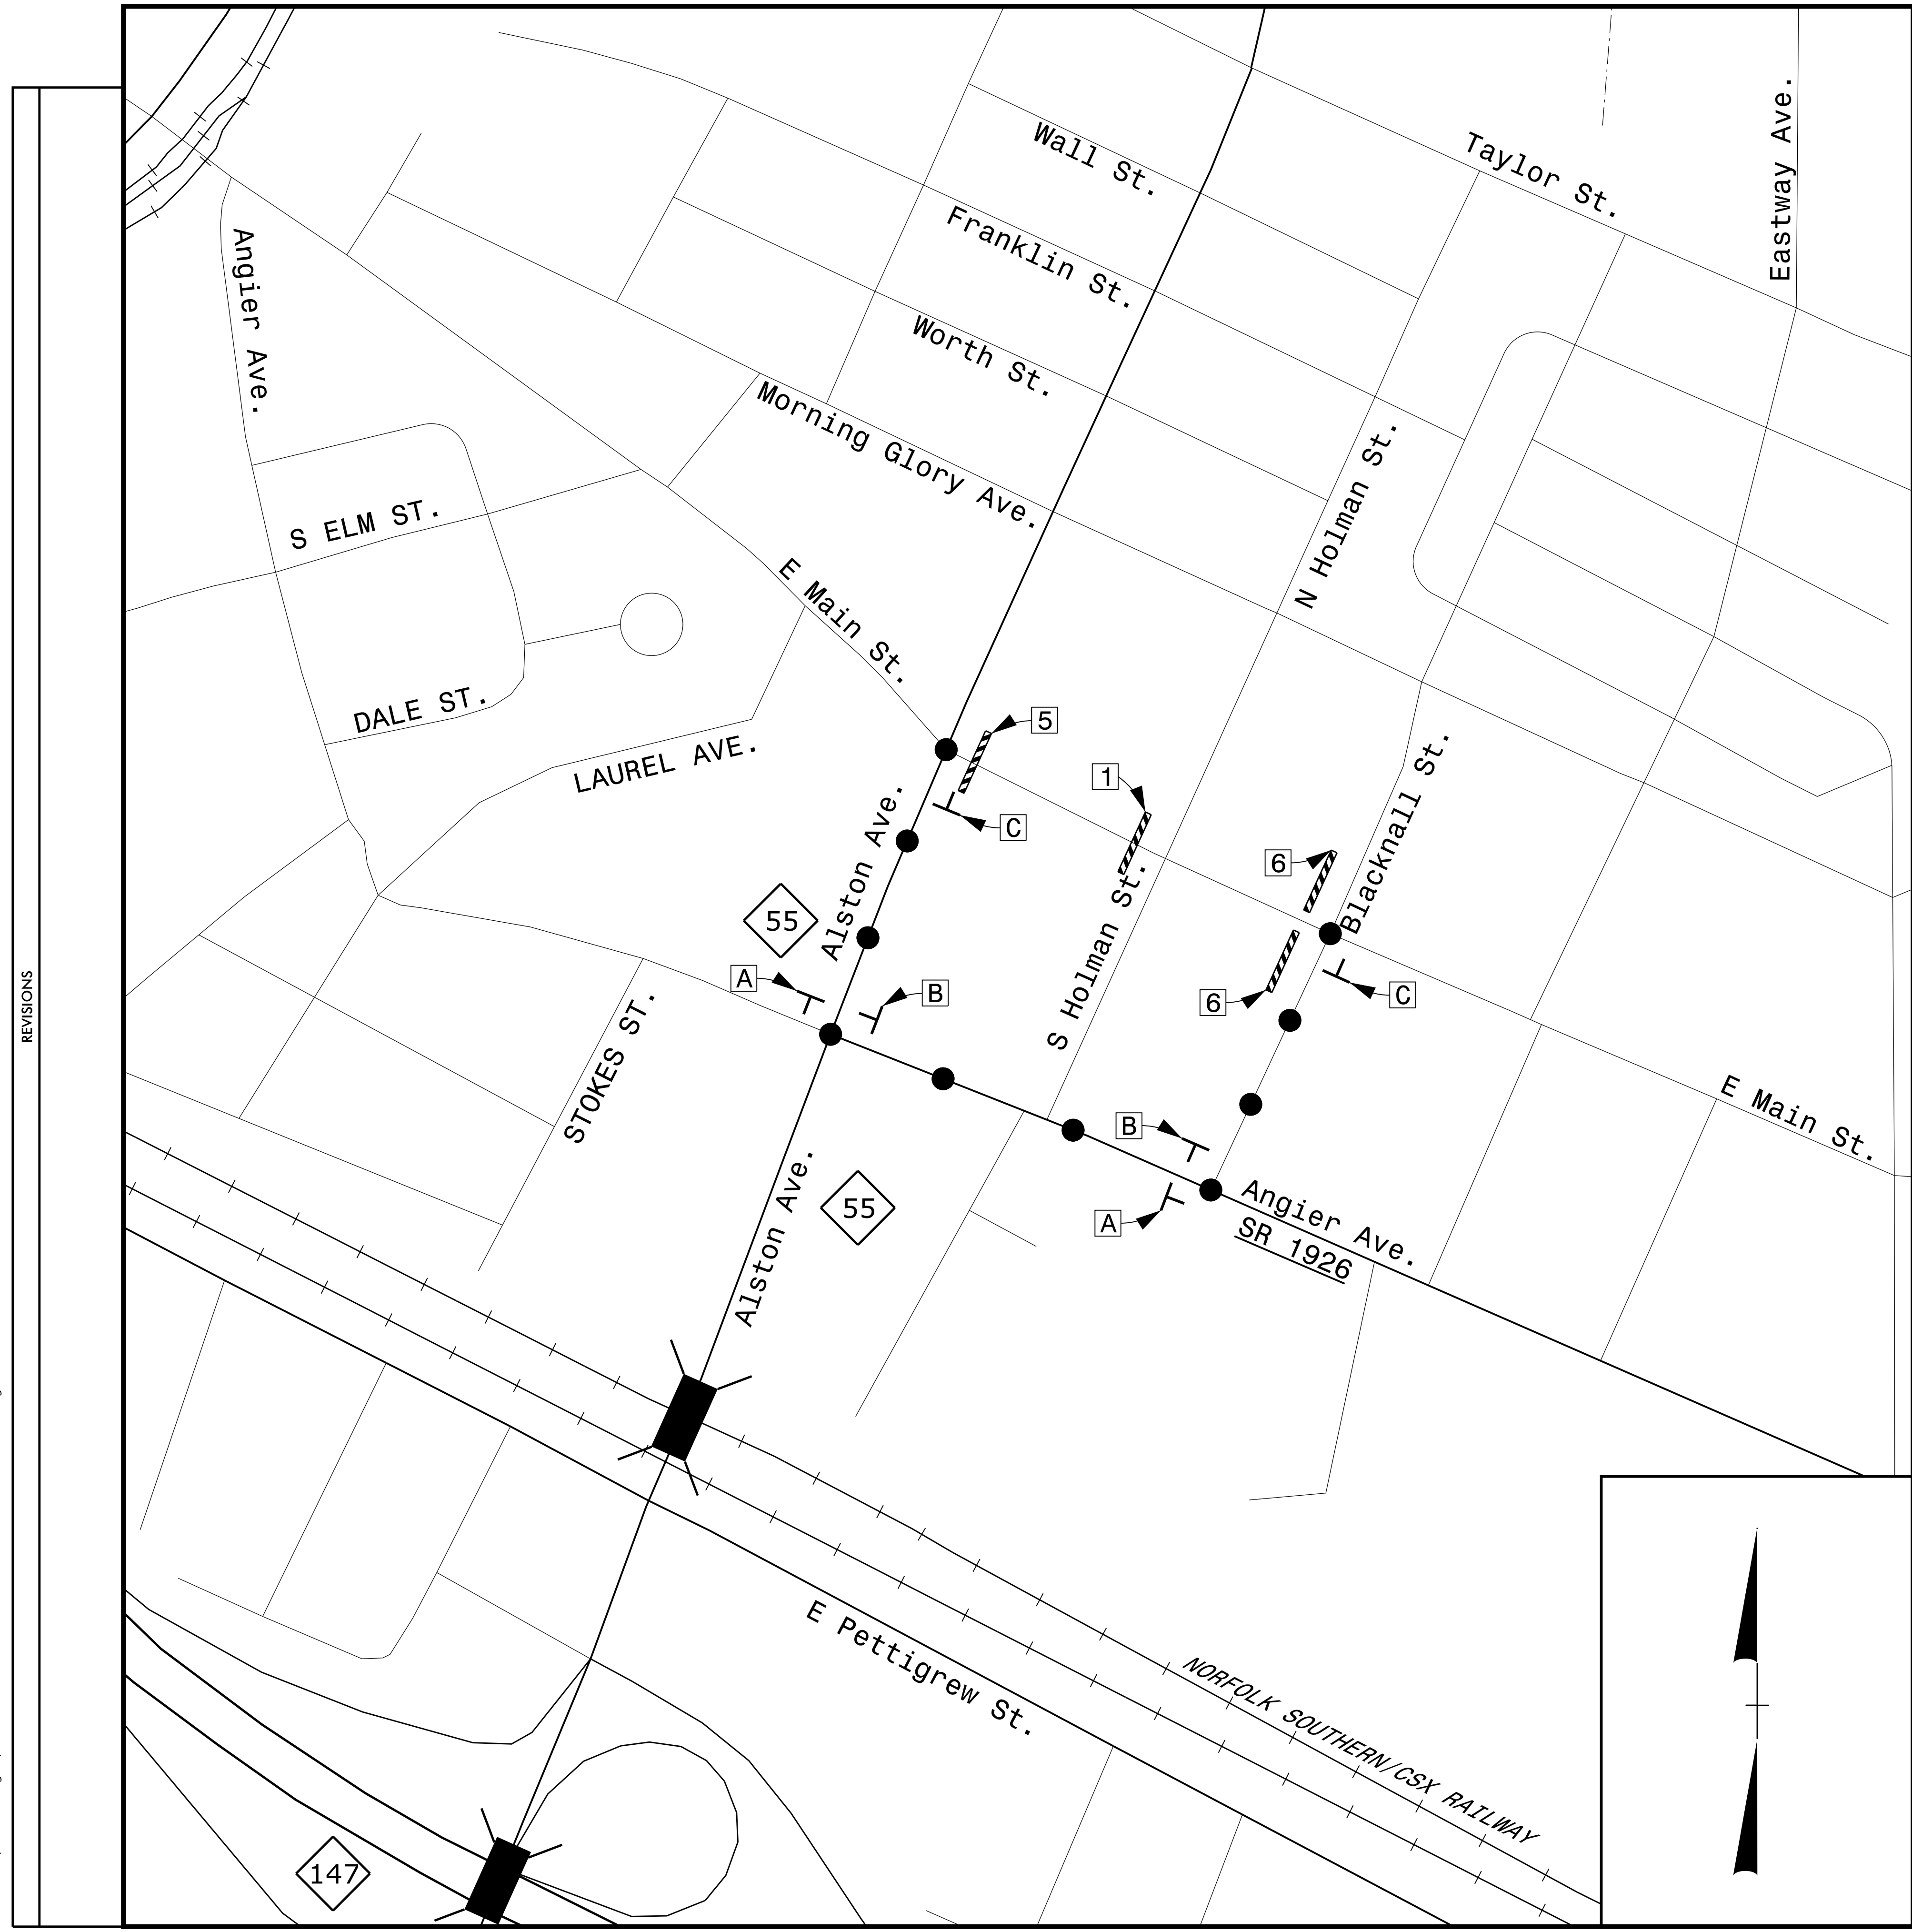 Wall St.
Taylor St.
Eastway Ave.
Franklin St.
Angier Ave.
Worth St.
Morning Glory Ave.
N Holman St.
S ELM ST.
E Main St.
DALE ST.
LAUREL AVE.
5
1
C
Blacknall St.
6
Alston Ave.
55
S Holman St.
A
B
6
C
REVISIONS
STOKES ST.
E Main St.
B
Alston Ave.
55
A
Angier Ave.
SR 1926
E Pettigrew St.
NORFOLK SOUTHERN/CSX RAILWAY
147